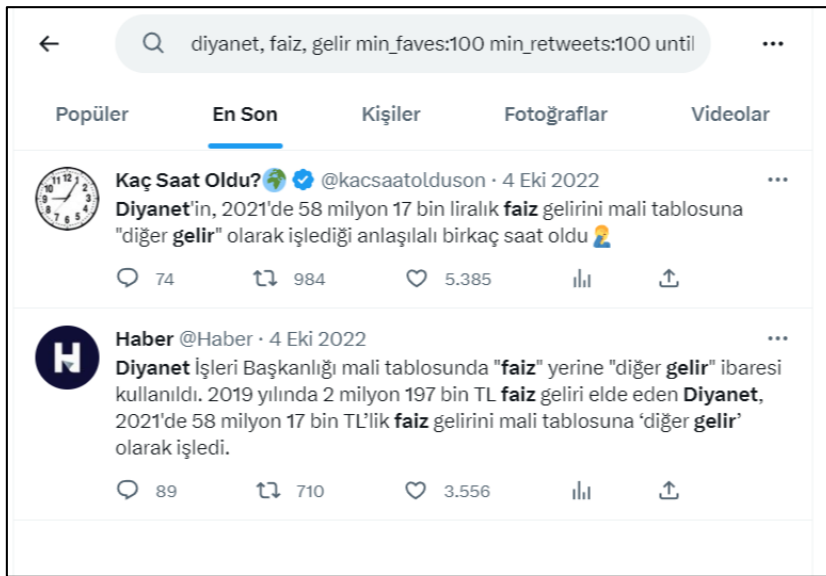 diyanet, faiz, gelir min_faves:100 min_retweets:100 until
Popüler En Son Kişiler Fotoğraflar Videolar
Kaç Saat Oldu? @kacsaatolduson · 4 Eki 2022
Diyanet'in, 2021'de 58 milyon 17 bin liralık faiz gelirini mali tablosuna
"diğer gelir" olarak işlediği anlaşılalı birkaç saat oldu
74 984 5.385
Haber @Haber · 4 Eki 2022
Diyanet İşleri Başkanlığı mali tablosunda "faiz" yerine "diğer gelir" ibaresi
kullanıldı. 2019 yılında 2 milyon 197 bin TL faiz geliri elde eden Diyanet,
2021'de 58 milyon 17 bin TL’lik faiz gelirini mali tablosuna ‘diğer gelir’
olarak işledi.
89 710 3.556